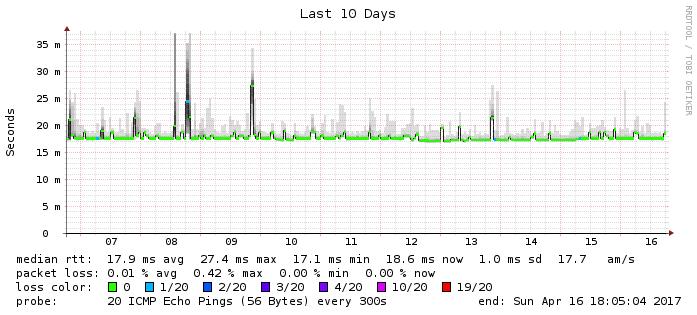 Last 10 Days
RRDTOOL / TOBI OETIKER
Seconds
35 m
30 m
25 m
20 m
15 m
10 m
5 m
0
07 08 09 10 11 12 13 14 15 16
median rtt: 17.9 ms avg 27.4 ms max 17.1 ms min 18.6 ms now 1.0 ms sd 17.7 am/s
packet loss: 0.01 % avg 0.42 % max 0.00 % min 0.00 % now
loss color: 0 1/20 2/20 3/20 4/20 10/20 19/20
probe: 20 ICMP Echo Pings (56 Bytes) every 300s end: Sun Apr 16 18:05:04 2017